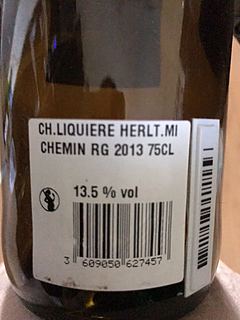 CH.LIQUIERE HERLT.MI
CHEMIN RG 2013 75CL
13.5 % vol
3 609050 627457